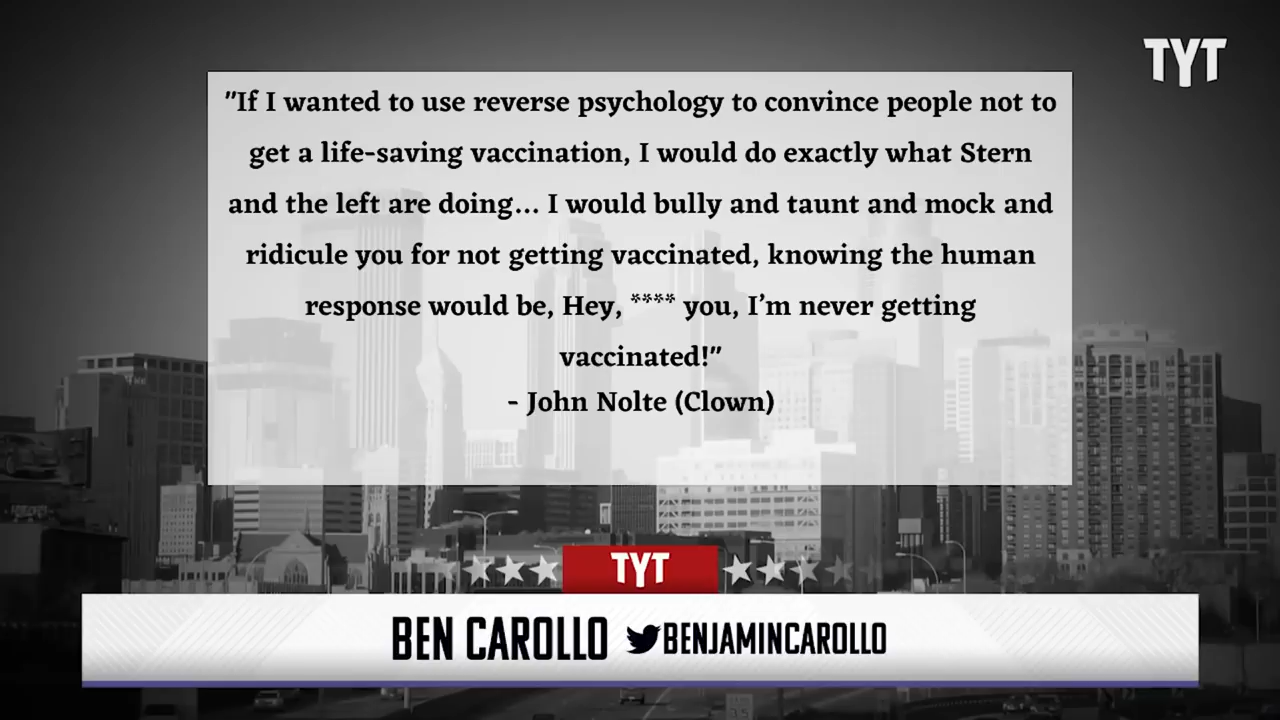 TYT
"If I wanted to use reverse psychology to convince people not to
get a life-saving vaccination, I would do exactly what Stern
and the left are doing... I would bully and taunt and mock and
ridicule you for not getting vaccinated, knowing the human
response would be, Hey, **** you, I’m never getting
vaccinated!"
- John Nolte (Clown)
TYT
BEN CAROLLO BENJAMINCAROLLO